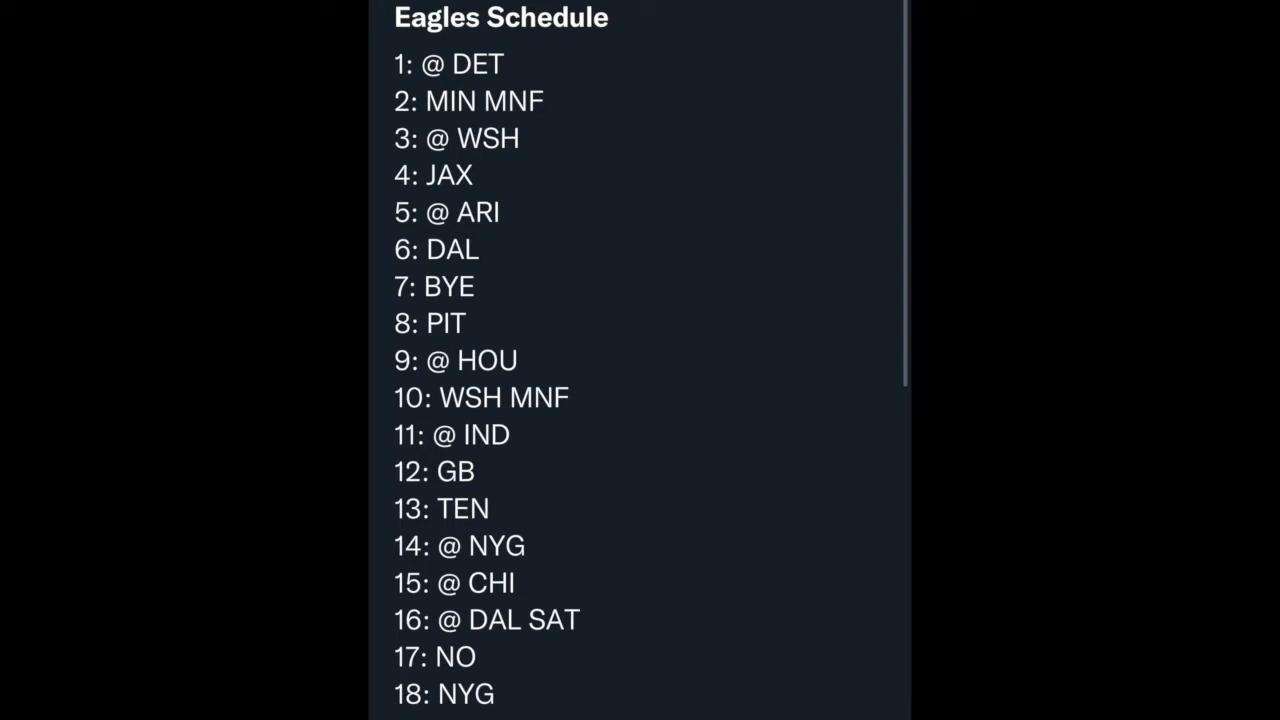 Eagles Schedule
1: @ DET
2: MIN MNF
3: @ WSH
4: JAX
5: @ ARI
6: DAL
7: BYE
8: PIT
9: @ HOU
10: WSH MNF
11: @ IND
12: GB
13: TEN
14: @ NYG
15: @ CHI
16: @ DAL SAT
17: NO
18: NYG